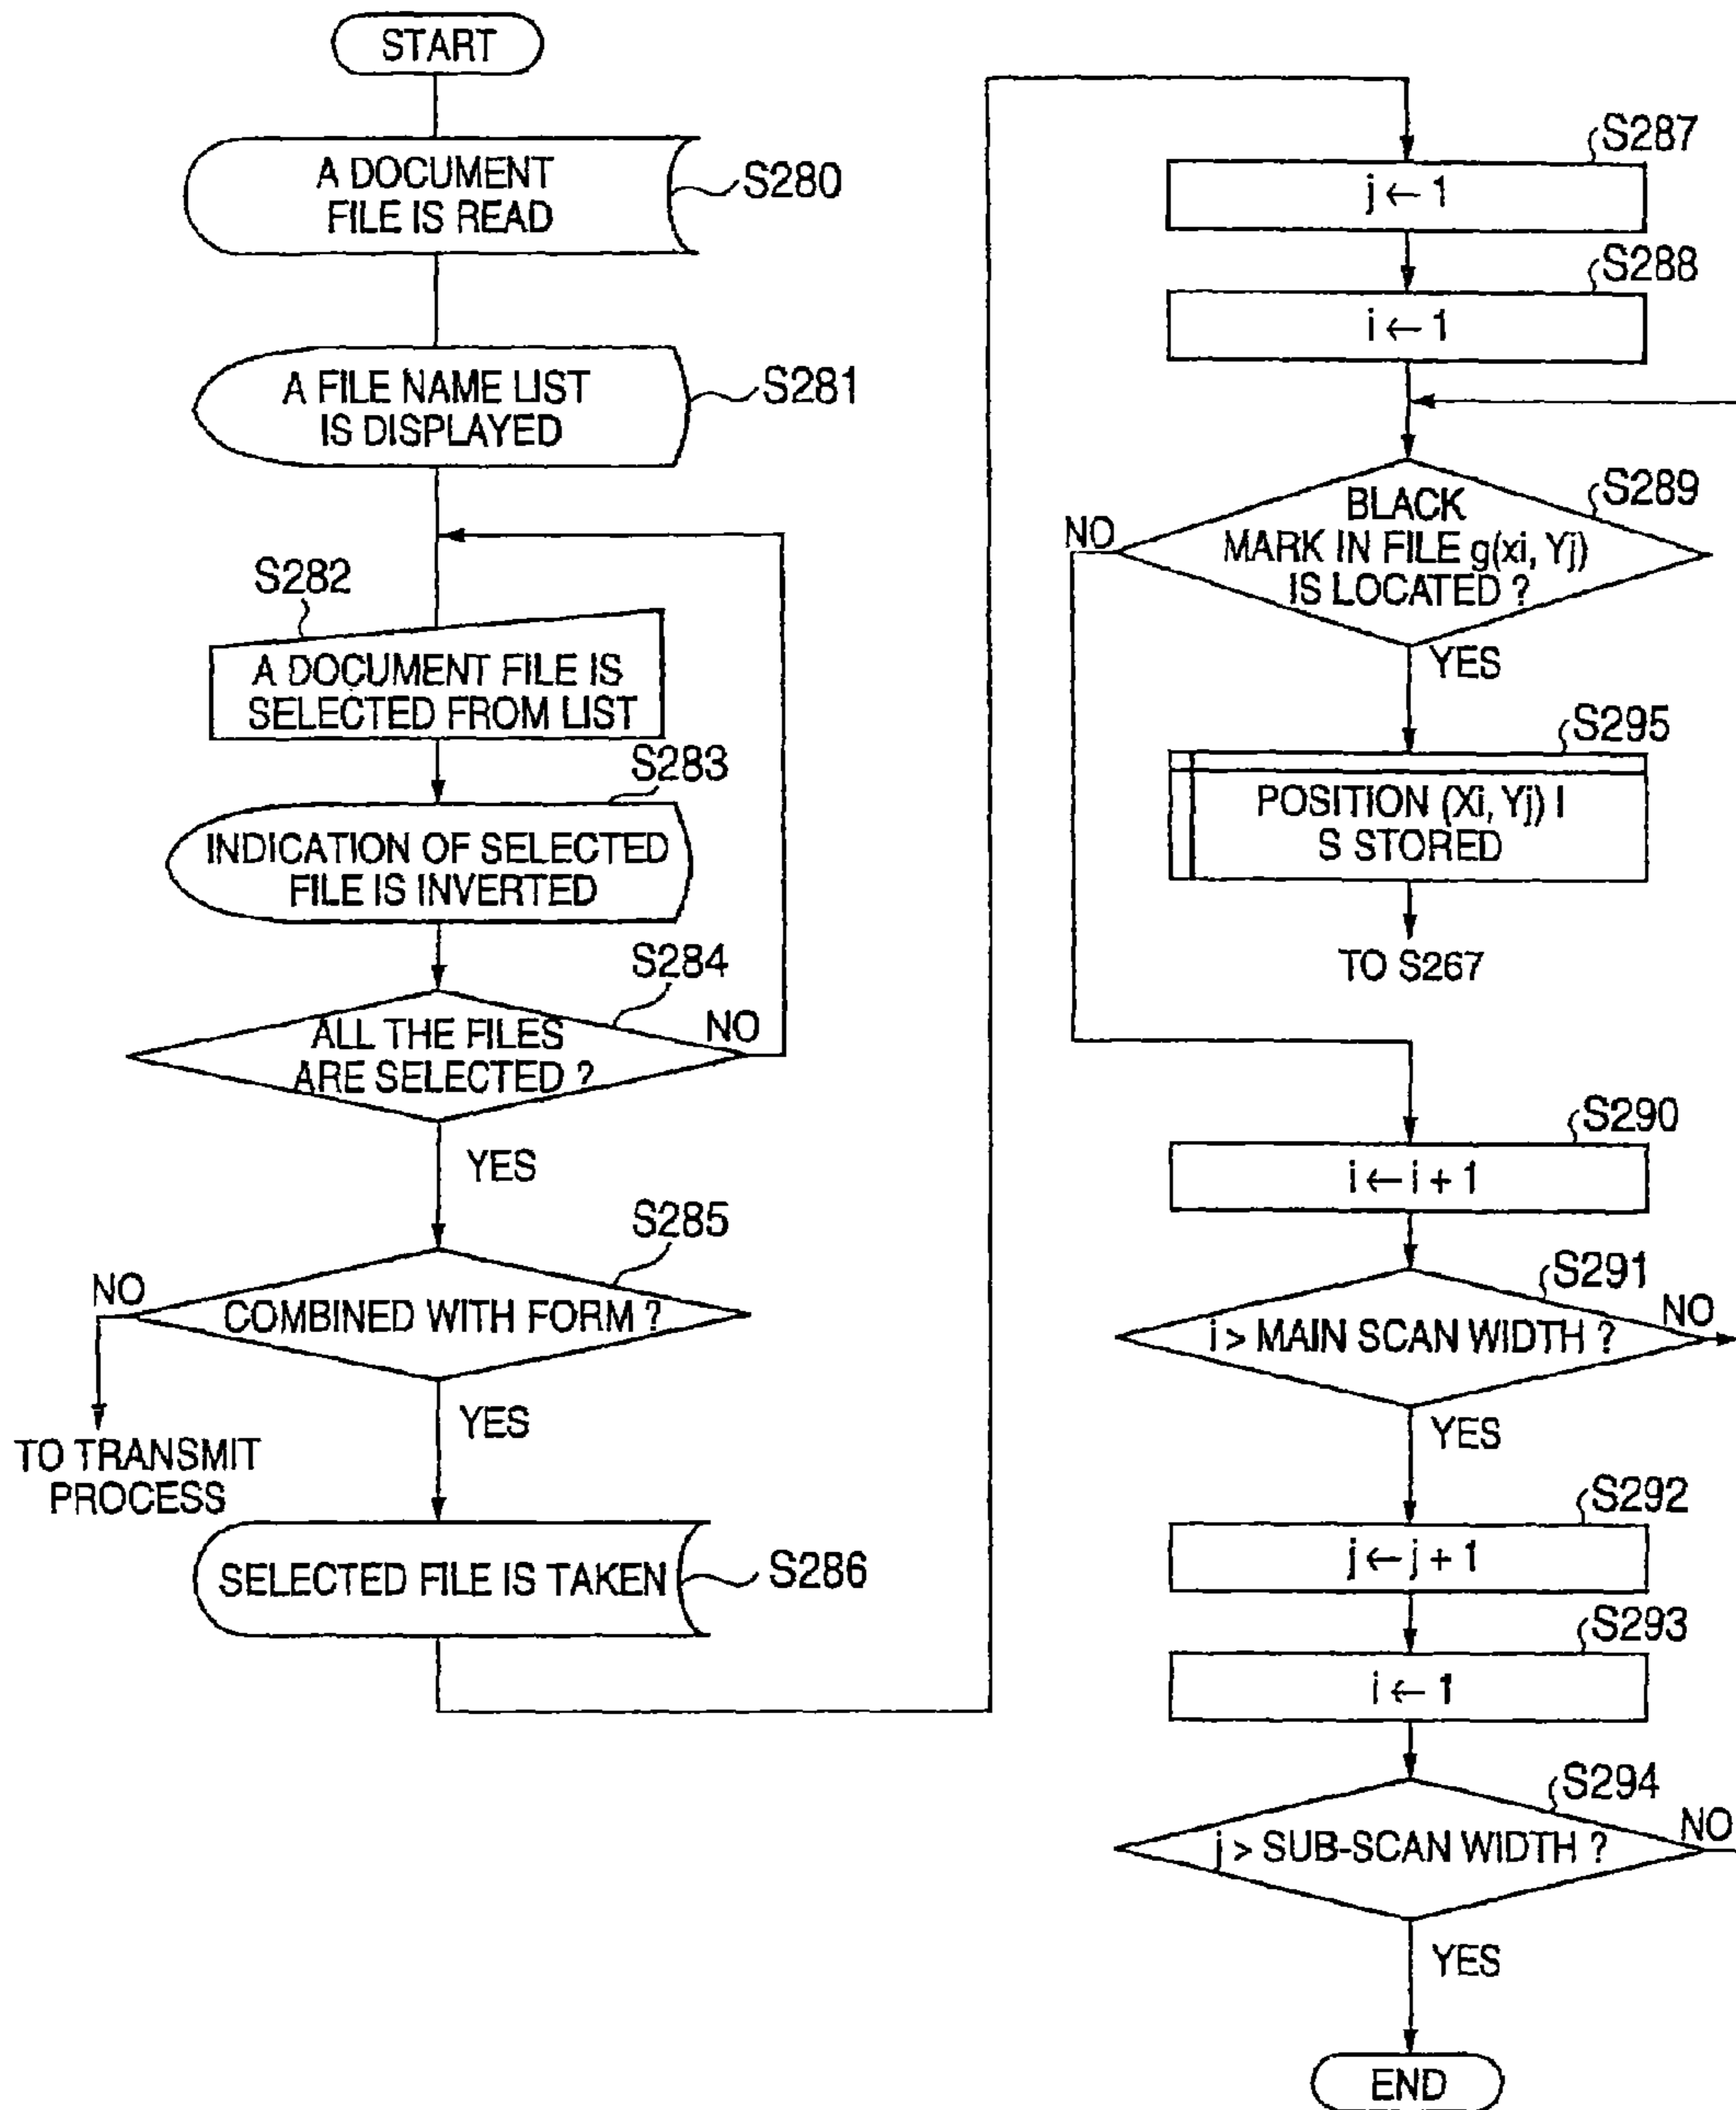 START
A DOCUMENT
FILE IS READ
S280
A FILE NAME LIST
IS DISPLAYED
S281
S282
A DOCUMENT FILE IS
SELECTED FROM LIST
S283
INDICATION OF SELECTED
FILE IS INVERTED
S284
ALL THE FILES
ARE SELECTED ?
NO
YES
S285
COMBINED WITH FORM ?
NO
TO TRANSMIT
PROCESS
YES
SELECTED FILE IS TAKEN
S286
S287
j ← 1
S288
i ← 1
S289
BLACK
MARK IN FILE g(xi, Yj)
IS LOCATED ?
NO
YES
S295
POSITION (Xi, Yj) I
S STORED
TO S267
S290
i ← i + 1
S291
i > MAIN SCAN WIDTH ?
NO
YES
S292
j ← j + 1
S293
i ← 1
S294
j > SUB-SCAN WIDTH ?
NO
YES
END